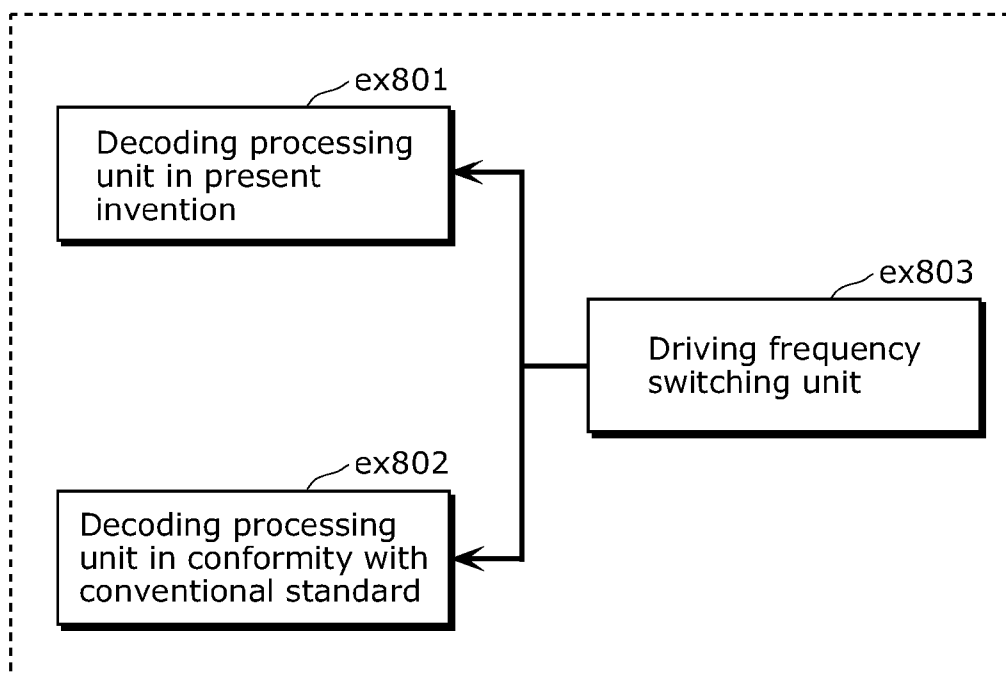 ex801
Decoding processing
unit in present
invention
ex803
Driving frequency
switching unit
ex802
Decoding processing
unit in conformity with
conventional standard